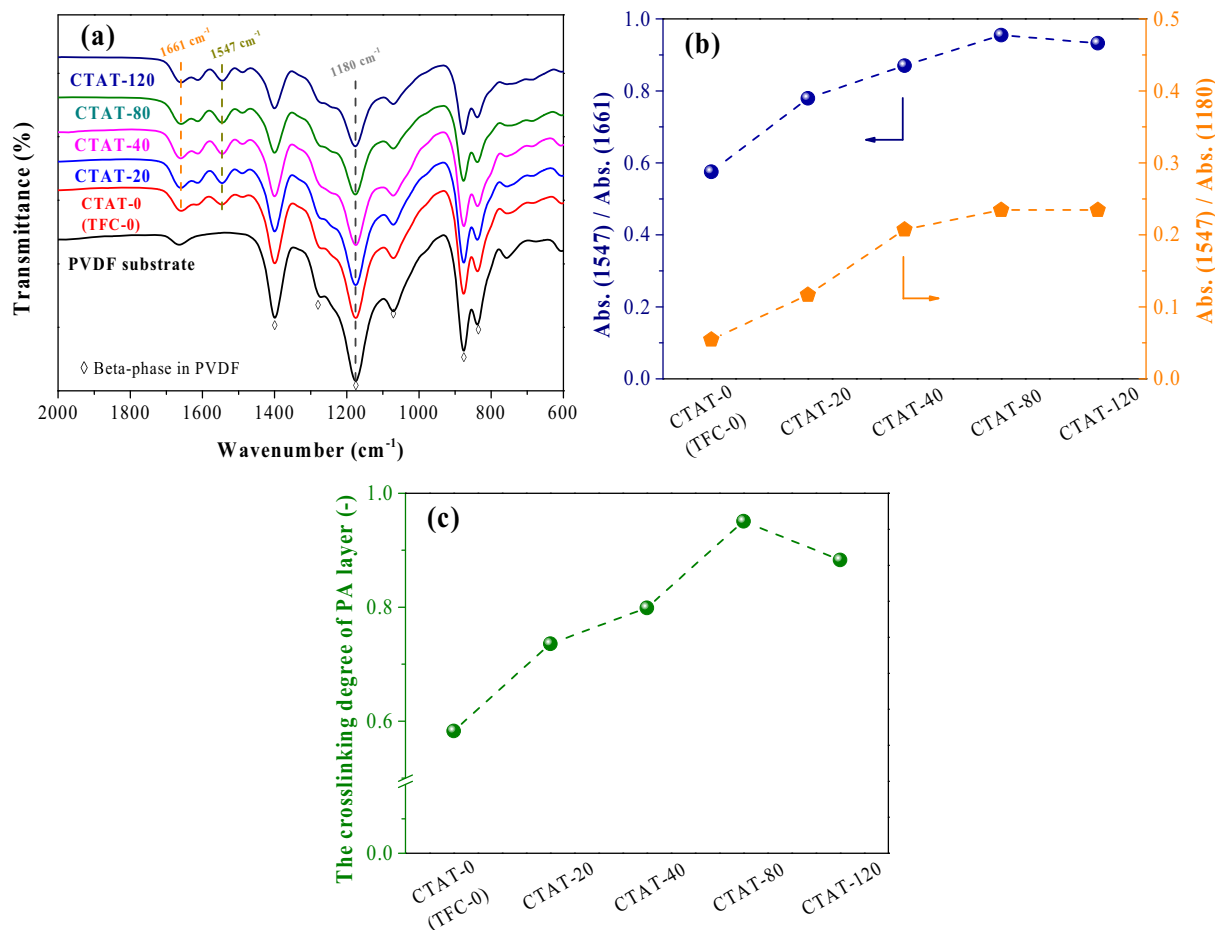 (a)
1661 cm⁻¹
1547 cm⁻¹
1180 cm⁻¹
CTAT-120
CTAT-80
CTAT-40
CTAT-20
CTAT-0
(TFC-0)
PVDF substrate
◊ Beta-phase in PVDF
Transmittance (%)
2000 1800 1600 1400 1200 1000 800 600
Wavenumber (cm⁻¹)
(b)
Abs. (1547) / Abs. (1661)
1.0
0.8
0.6
0.4
0.2
0.0
0.5
0.4
0.3
0.2
0.1
0.0
Abs. (1547) / Abs. (1180)
CTAT-0
(TFC-0)
CTAT-20
CTAT-40
CTAT-80
CTAT-120
(c)
The crosslinking degree of PA layer (-)
1.0
0.8
0.6
0.0
CTAT-0
(TFC-0)
CTAT-20
CTAT-40
CTAT-80
CTAT-120